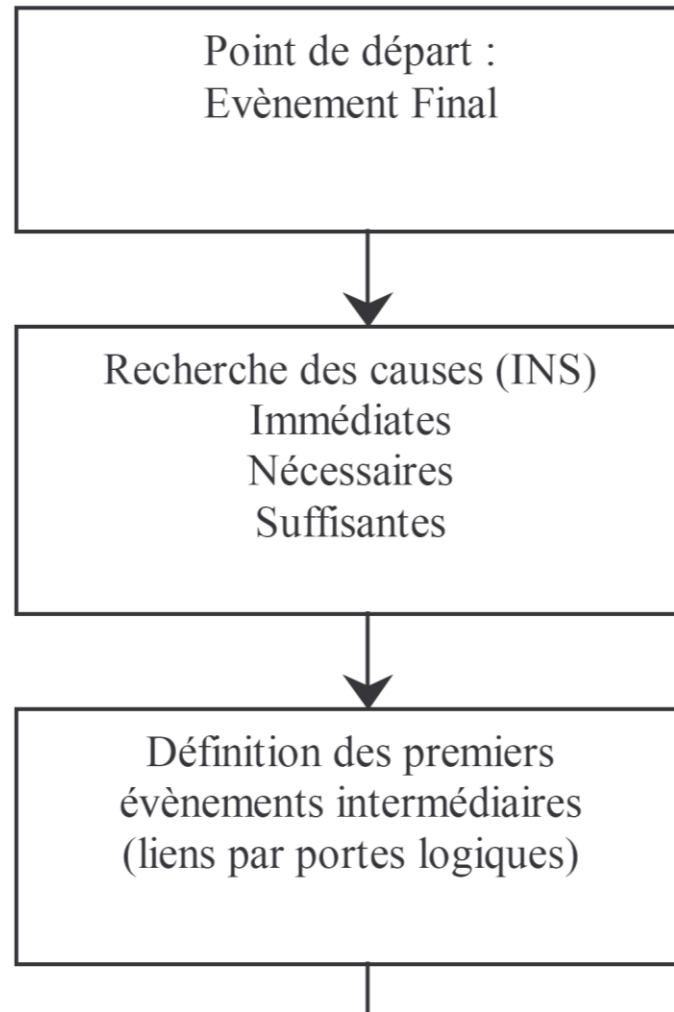 Point de départ :
Evènement Final
Recherche des causes (INS)
Immédiates
Nécessaires
Suffisantes
Définition des premiers
évènements intermédiaires
(liens par portes logiques)